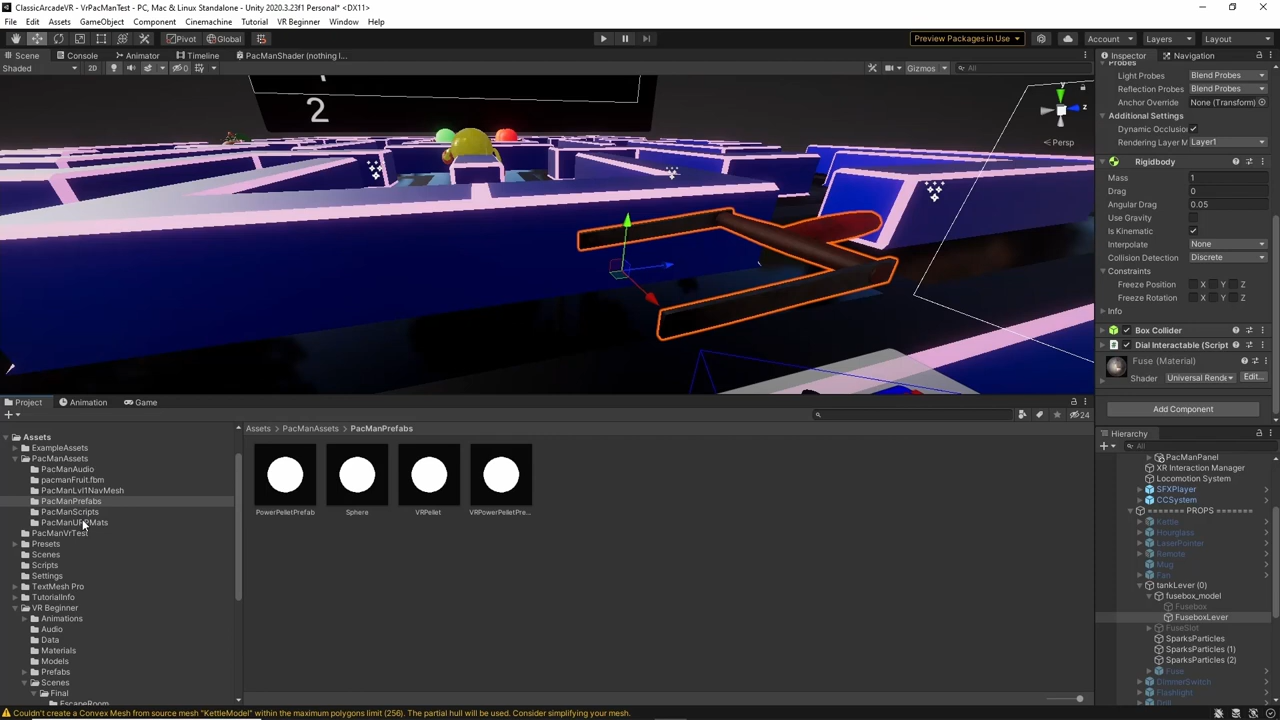 ClassicArcadeVR - VrPacManTest - PC, Mac & Linux Standalone - Unity 2020.3.23f1 Personal* <DX11>
File Edit Assets GameObject Component Cinemachine Tutorial VR Beginner Window Help
Pivot Global Preview Packages in Use Account Layers Layout
Scene Console Animator Timeline PacManShader (nothing l... Inspector Navigation
Shaded 2D 0 Gizmos All
2
y
z
Persp
Probes
Light Probes Blend Probes
Reflection Probes Blend Probes
Anchor Override None (Transform)
Additional Settings
Dynamic Occlusion
Rendering Layer M Layer1
Rigidbody
Mass 1
Drag 0
Angular Drag 0.05
Use Gravity
Is Kinematic
Interpolate None
Collision Detection Discrete
Constraints
Freeze Position X Y Z
Freeze Rotation X Y Z
Info
Box Collider
Dial Interactable (Script
Fuse (Material)
Shader Universal Rende Edit...
Add Component
Project Animation Game
24
Assets
ExampleAssets
PacManAssets
PacManAudio
pacmanFruit.fbm
PacManLvl1NavMesh
PacManPrefabs
PacManScripts
PacManU Mats
PacManVrTest
Presets
Scenes
Scripts
Settings
TextMesh Pro
TutorialInfo
VR Beginner
Animations
Audio
Data
Materials
Models
Prefabs
Scenes
Final
EscapeRoom
Assets > PacManAssets > PacManPrefabs
PowerPelletPrefab Sphere VRPellet VRPowerPelletPre...
Hierarchy
All
PacManPanel
XR Interaction Manager
Locomotion System
SFXPlayer
CCSystem
======= PROPS =======
Kettle
Hourglass
LaserPointer
Remote
Mug
Fan
tankLever (0)
fusebox_model
Fusebox
FuseboxLever
FuseSlot
SparksParticles
SparksParticles (1)
SparksParticles (2)
Fuse
DimmerSwitch
Flashlight
Couldn't create a Convex Mesh from source mesh "KettleModel" within the maximum polygons limit (256). The partial hull will be used. Consider simplifying your mesh.